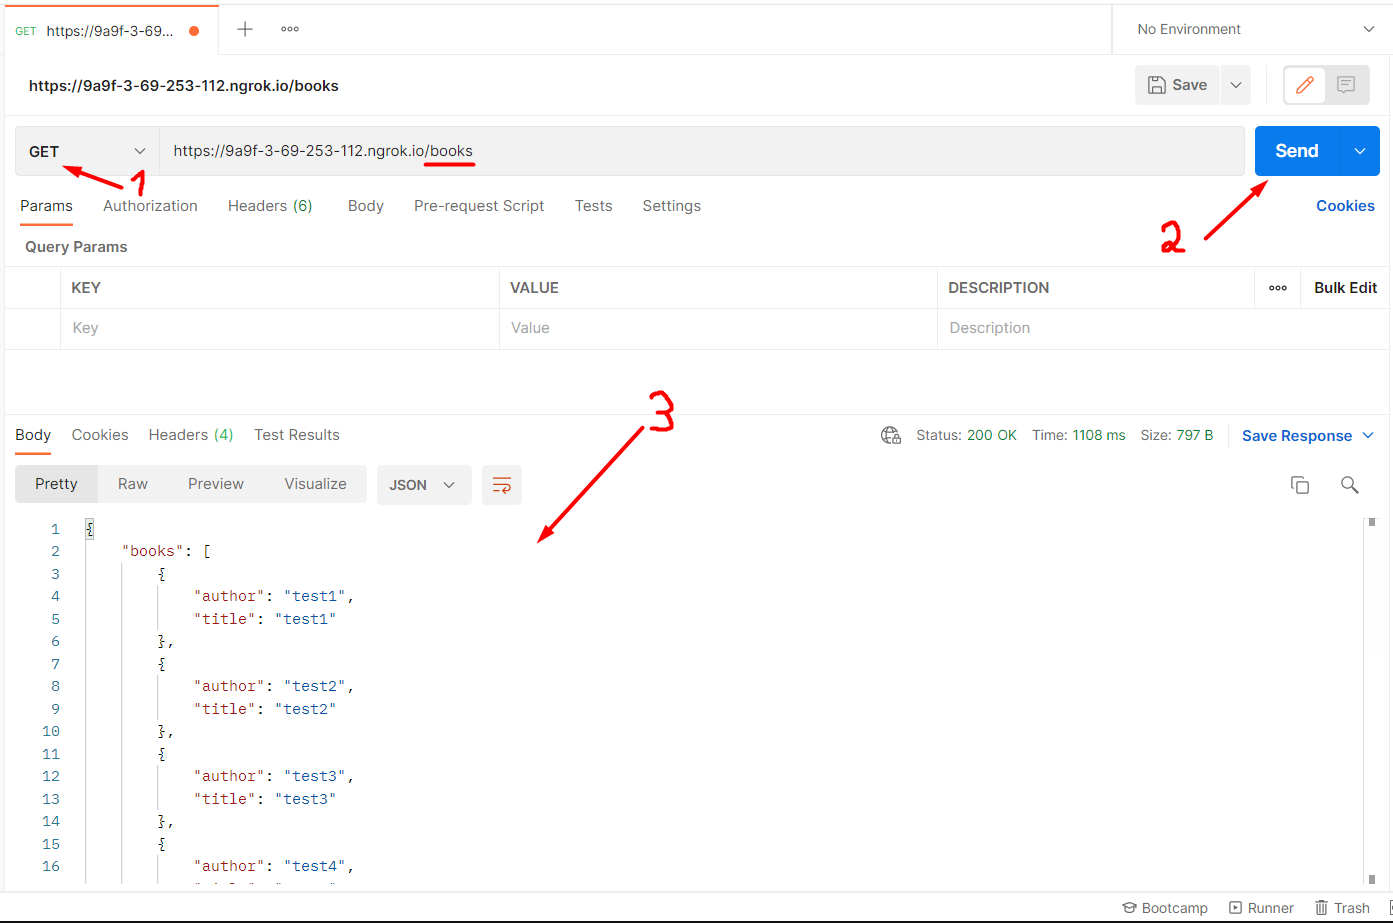 GET https://9a9f-3-69... No Environment
https://9a9f-3-69-253-112.ngrok.io/books Save
GET https://9a9f-3-69-253-112.ngrok.io/books Send
1
Params Authorization Headers (6) Body Pre-request Script Tests Settings Cookies
2
Query Params
KEY VALUE DESCRIPTION Bulk Edit
Key Value Description
3
Body Cookies Headers (4) Test Results Status: 200 OK Time: 1108 ms Size: 797 B Save Response
Pretty Raw Preview Visualize JSON
1 {
2 "books": [
3 {
4 "author": "test1",
5 "title": "test1"
6 },
7 {
8 "author": "test2",
9 "title": "test2"
10 },
11 {
12 "author": "test3",
13 "title": "test3"
14 },
15 {
16 "author": "test4",
Bootcamp Runner Trash